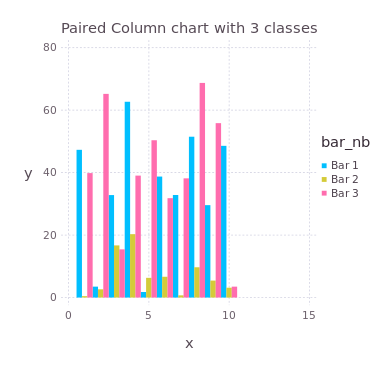 Paired Column chart with 3 classes
80
60
40
20
0
y
0 5 10 15
x
bar_nb
Bar 1
Bar 2
Bar 3